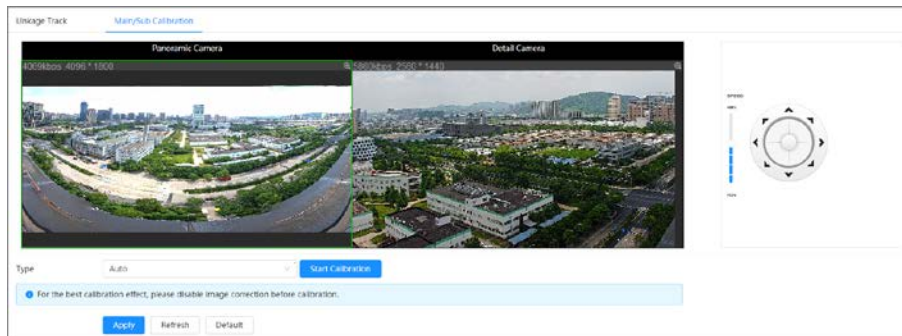 Linkage Track
Main/Sub Calibration
Panoramic Camera
Detail Camera
4096*1800
2560*1440
Type
Auto
Start Calibration
For the best calibration effect, please disable image correction before calibration.
Apply
Refresh
Default